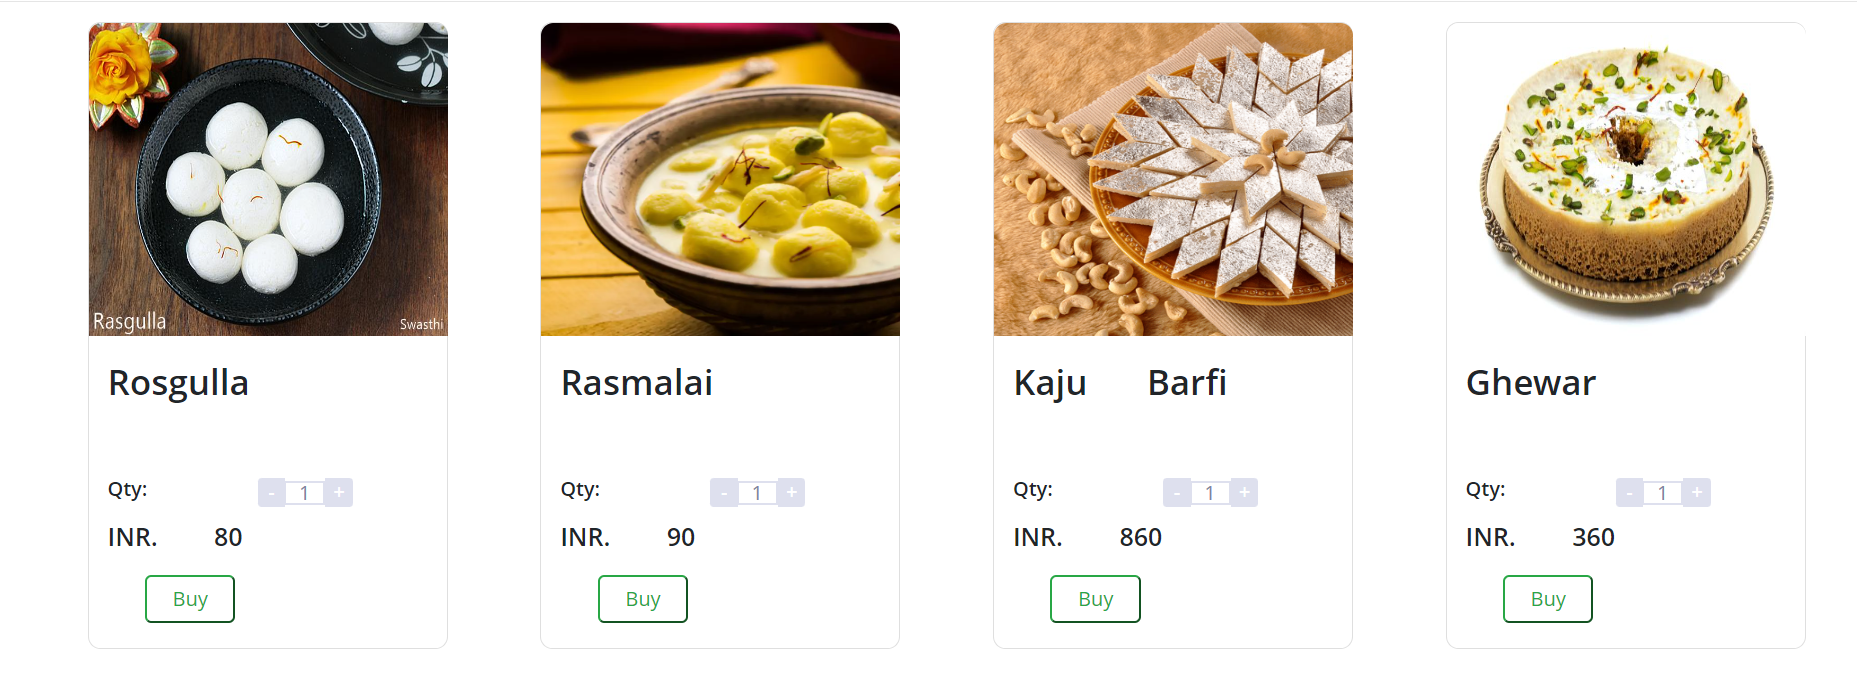 Rasgulla
Swasthi
Rosgulla
Qty:
- 1 +
INR. 80
Buy
Rasmalai
Qty:
- 1 +
INR. 90
Buy
Kaju Barfi
Qty:
- 1 +
INR. 860
Buy
Ghewar
Qty:
- 1 +
INR. 360
Buy